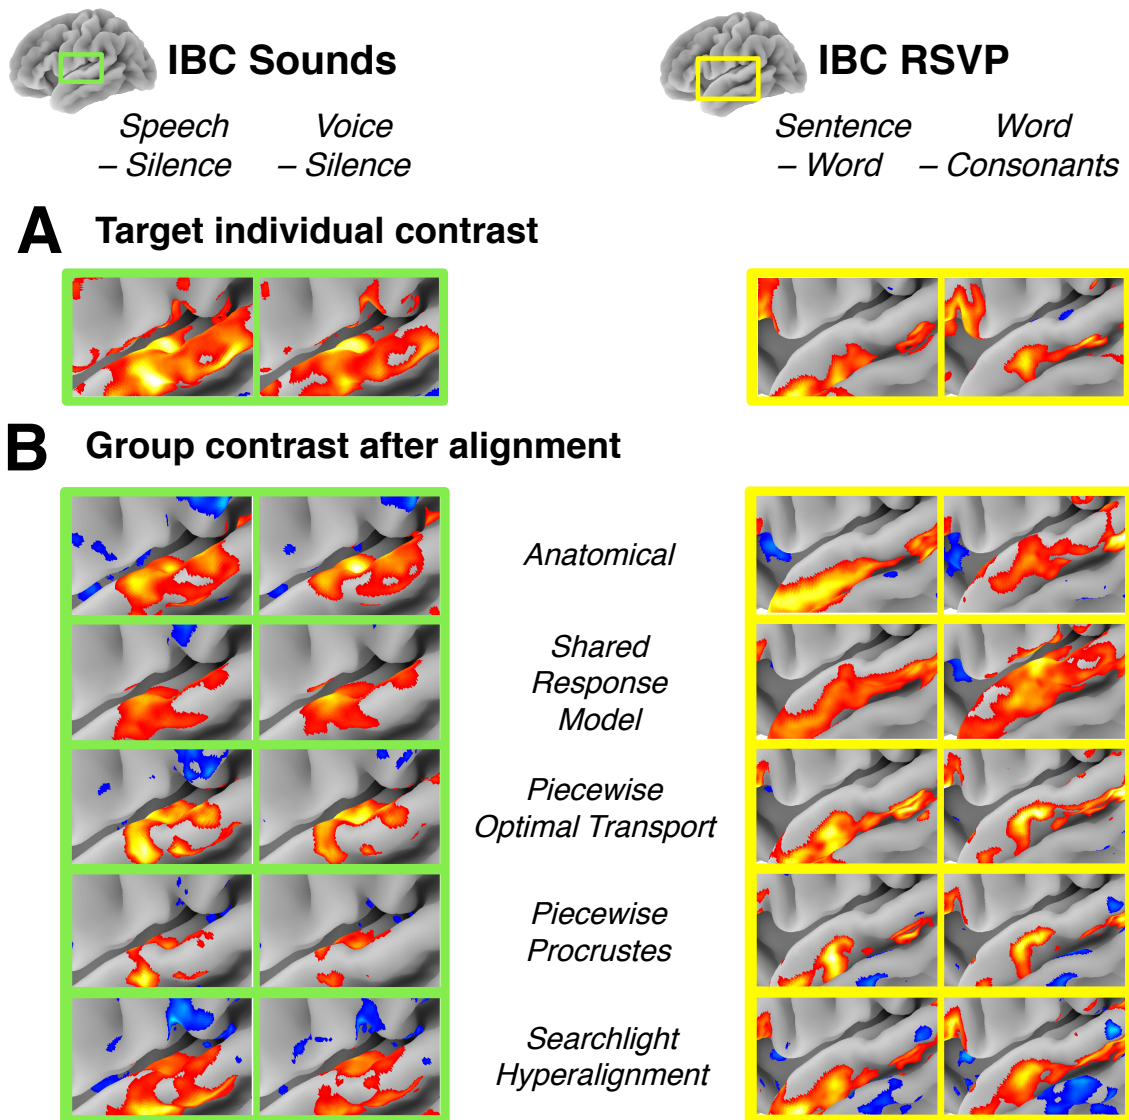 IBC Sounds
IBC RSVP
Speech – Silence
Voice – Silence
Sentence – Word
Word – Consonants
A Target individual contrast
B Group contrast after alignment
Anatomical
Shared
Response
Model
Piecewise
Optimal Transport
Piecewise
Procrustes
Searchlight
Hyperalignment